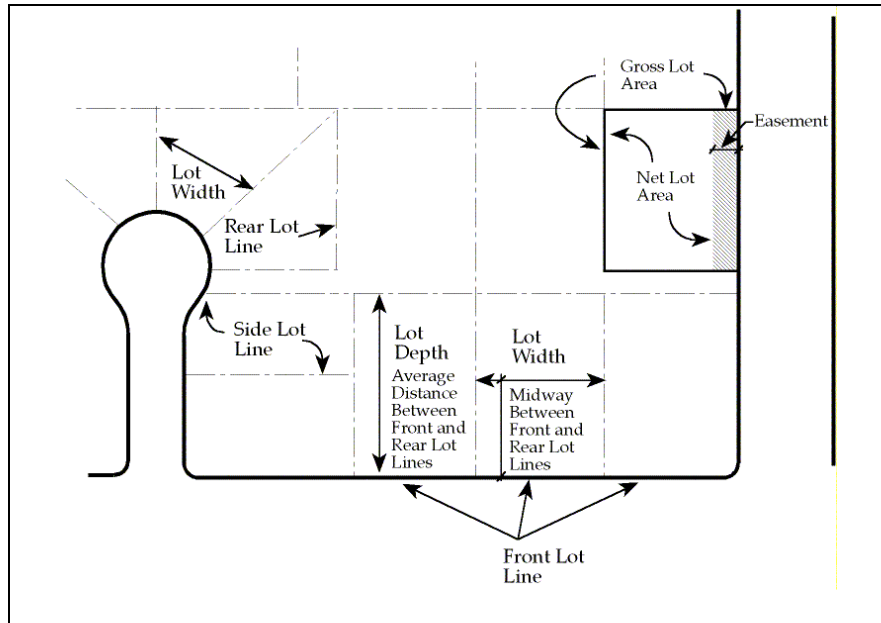 Gross Lot
Area
Easement
Lot
Width
Net Lot
Area
Rear Lot
Line
Side Lot
Line
Lot
Depth
Average
Distance
Between
Front and
Rear Lot
Lines
Lot
Width
Midway
Between
Front and
Rear Lot
Lines
Front Lot
Line